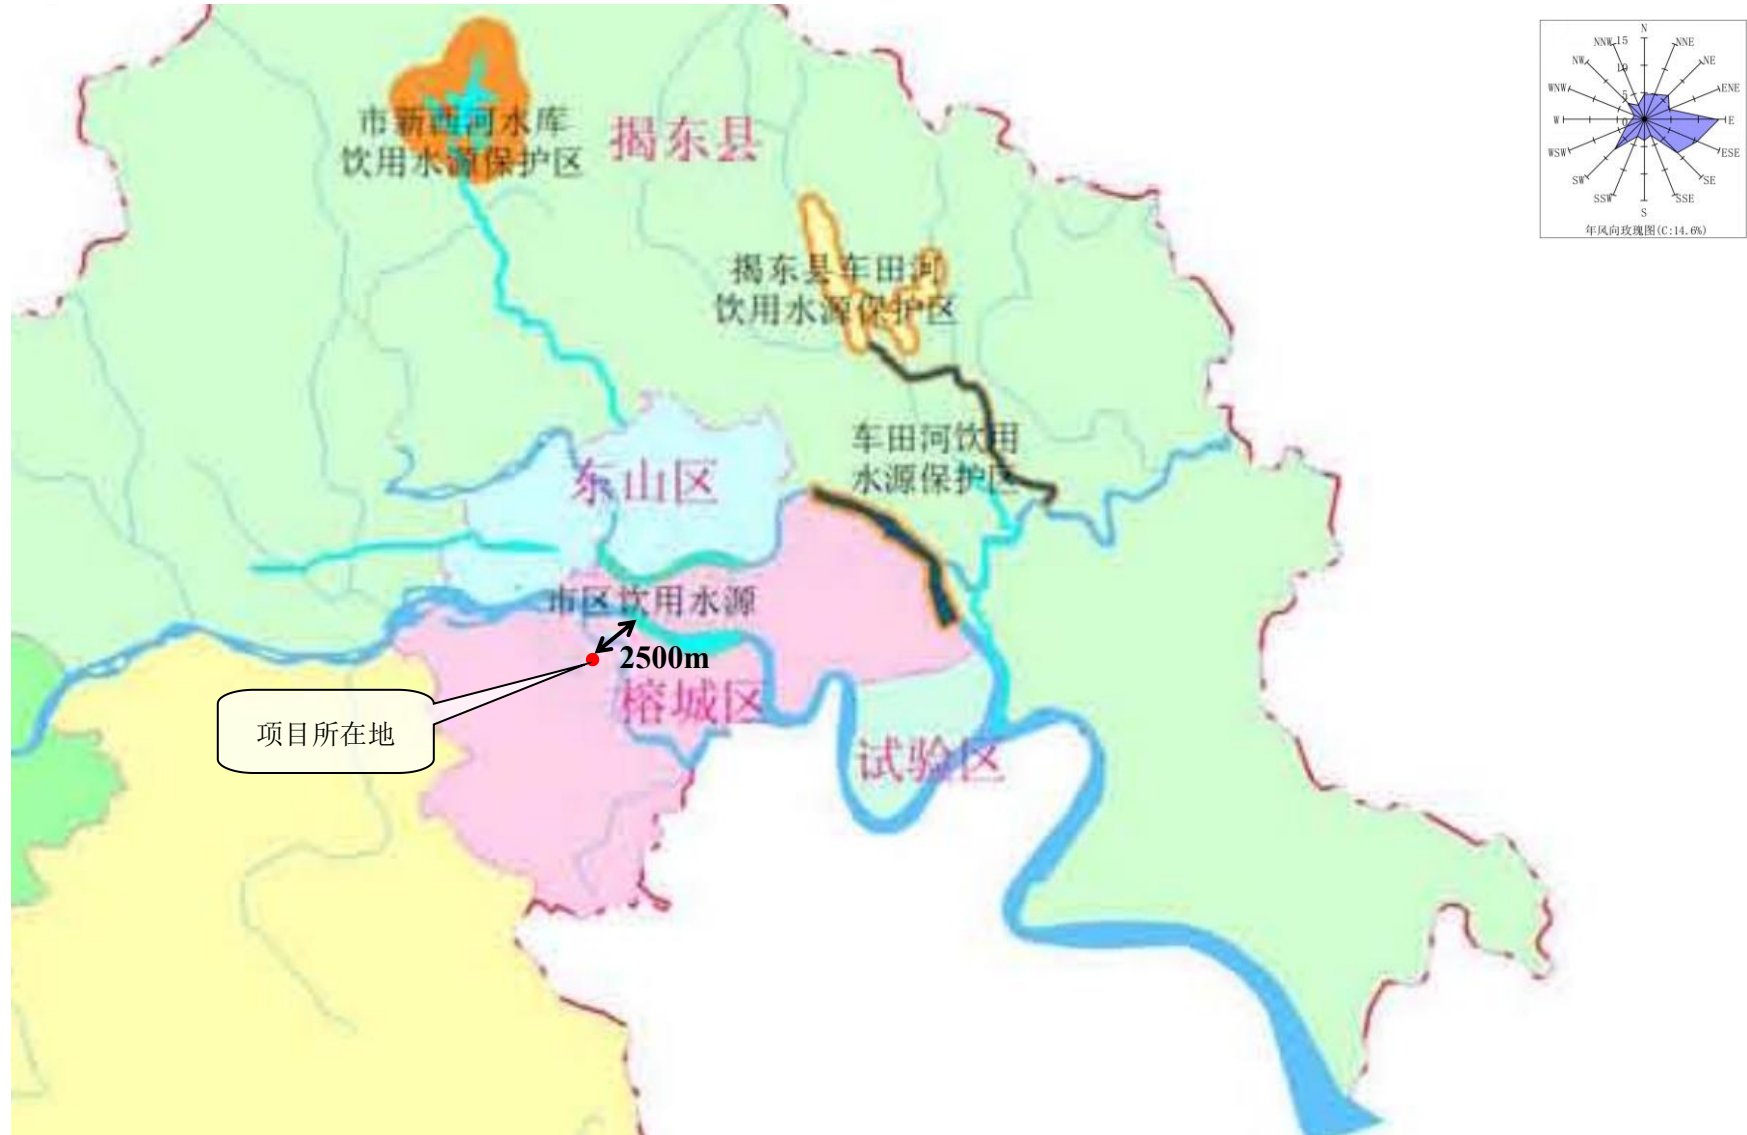 市新西河水库
饮用水源保护区
揭东县
揭东县车田河
饮用水源保护区
车田河饮用
水源保护区
东山区
市区饮用水源
2500m
榕城区
项目所在地
试验区
N
NNW
15
NNE
NW
10
NE
WNW
5
ENE
W
0
E
WSW
ESE
SW
SE
SSW
SSE
S
年风向玫瑰图(C:14.6%)